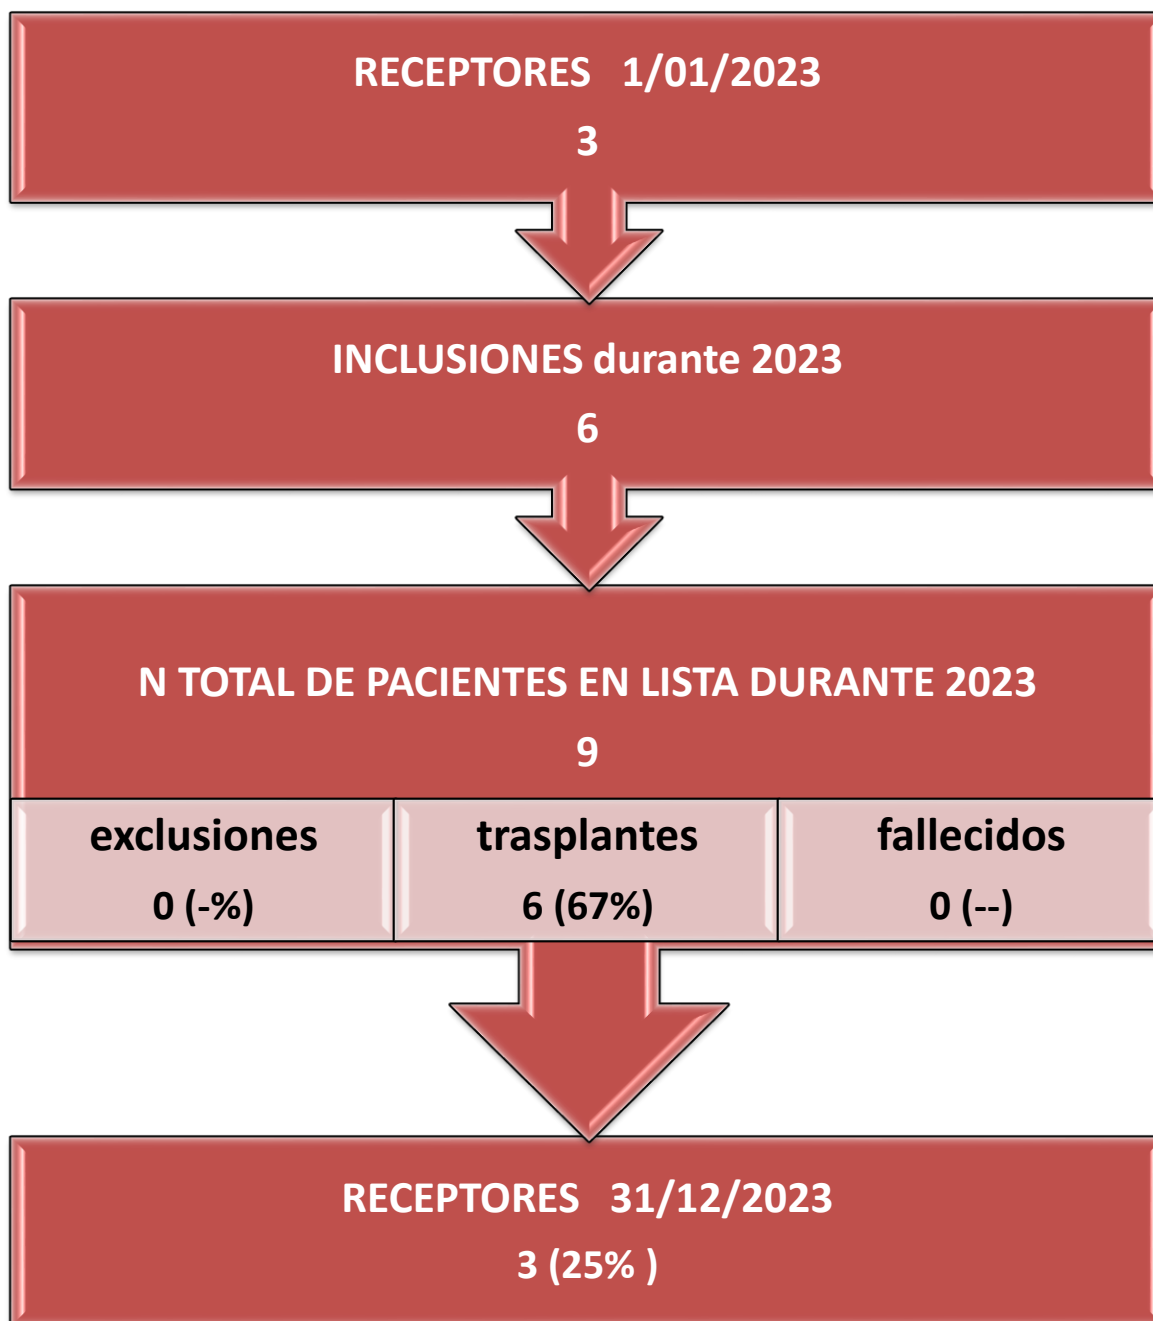 RECEPTORES 1/01/2023
3
INCLUSIONES durante 2023
6
N TOTAL DE PACIENTES EN LISTA DURANTE 2023
9
exclusiones
0 (-%)
trasplantes
6 (67%)
fallecidos
0 (--)
RECEPTORES 31/12/2023
3 (25% )